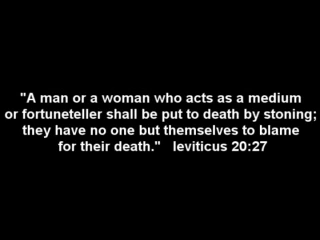 "A man or a woman who acts as a medium
or fortuneteller shall be put to death by stoning;
they have no one but themselves to blame
for their death."   leviticus 20:27